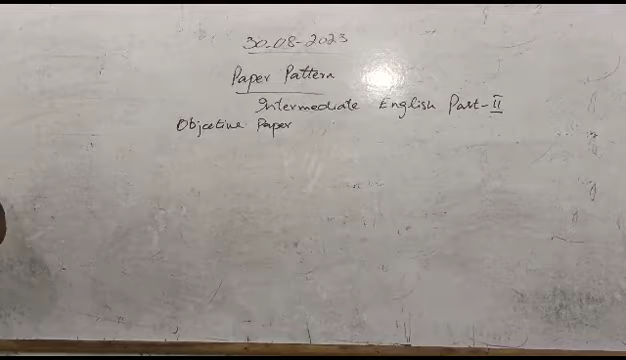 30-08-2023
Paper Pattern
Intermediate English Part-II
Objective Paper